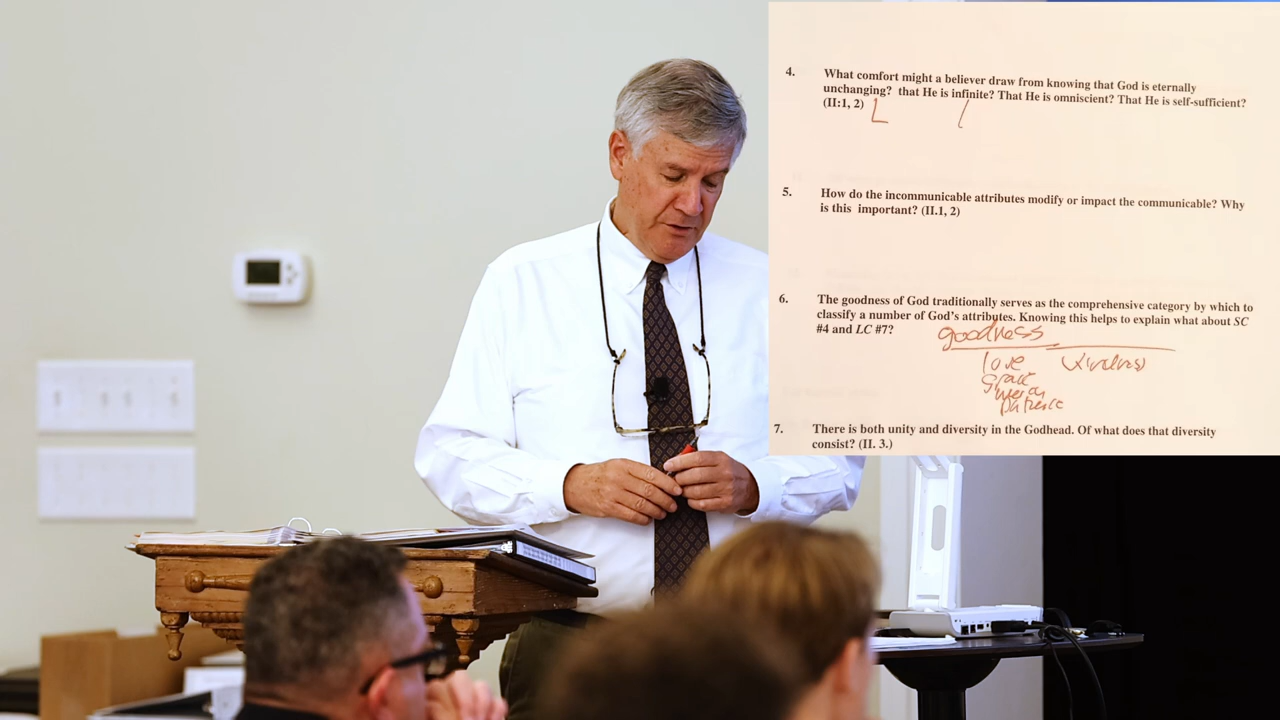 4. What comfort might a believer draw from knowing that God is eternally
unchanging? that He is infinite? That He is omniscient? That He is self-sufficient?
(II:1, 2)
5. How do the incommunicable attributes modify or impact the communicable? Why
is this important? (II.1, 2)
6. The goodness of God traditionally serves as the comprehensive category by which to
classify a number of God's attributes. Knowing this helps to explain what about SC
#4 and LC #7?
goodness
love kindness
grace
mercy
patience
7. There is both unity and diversity in the Godhead. Of what does that diversity
consist? (II. 3.)